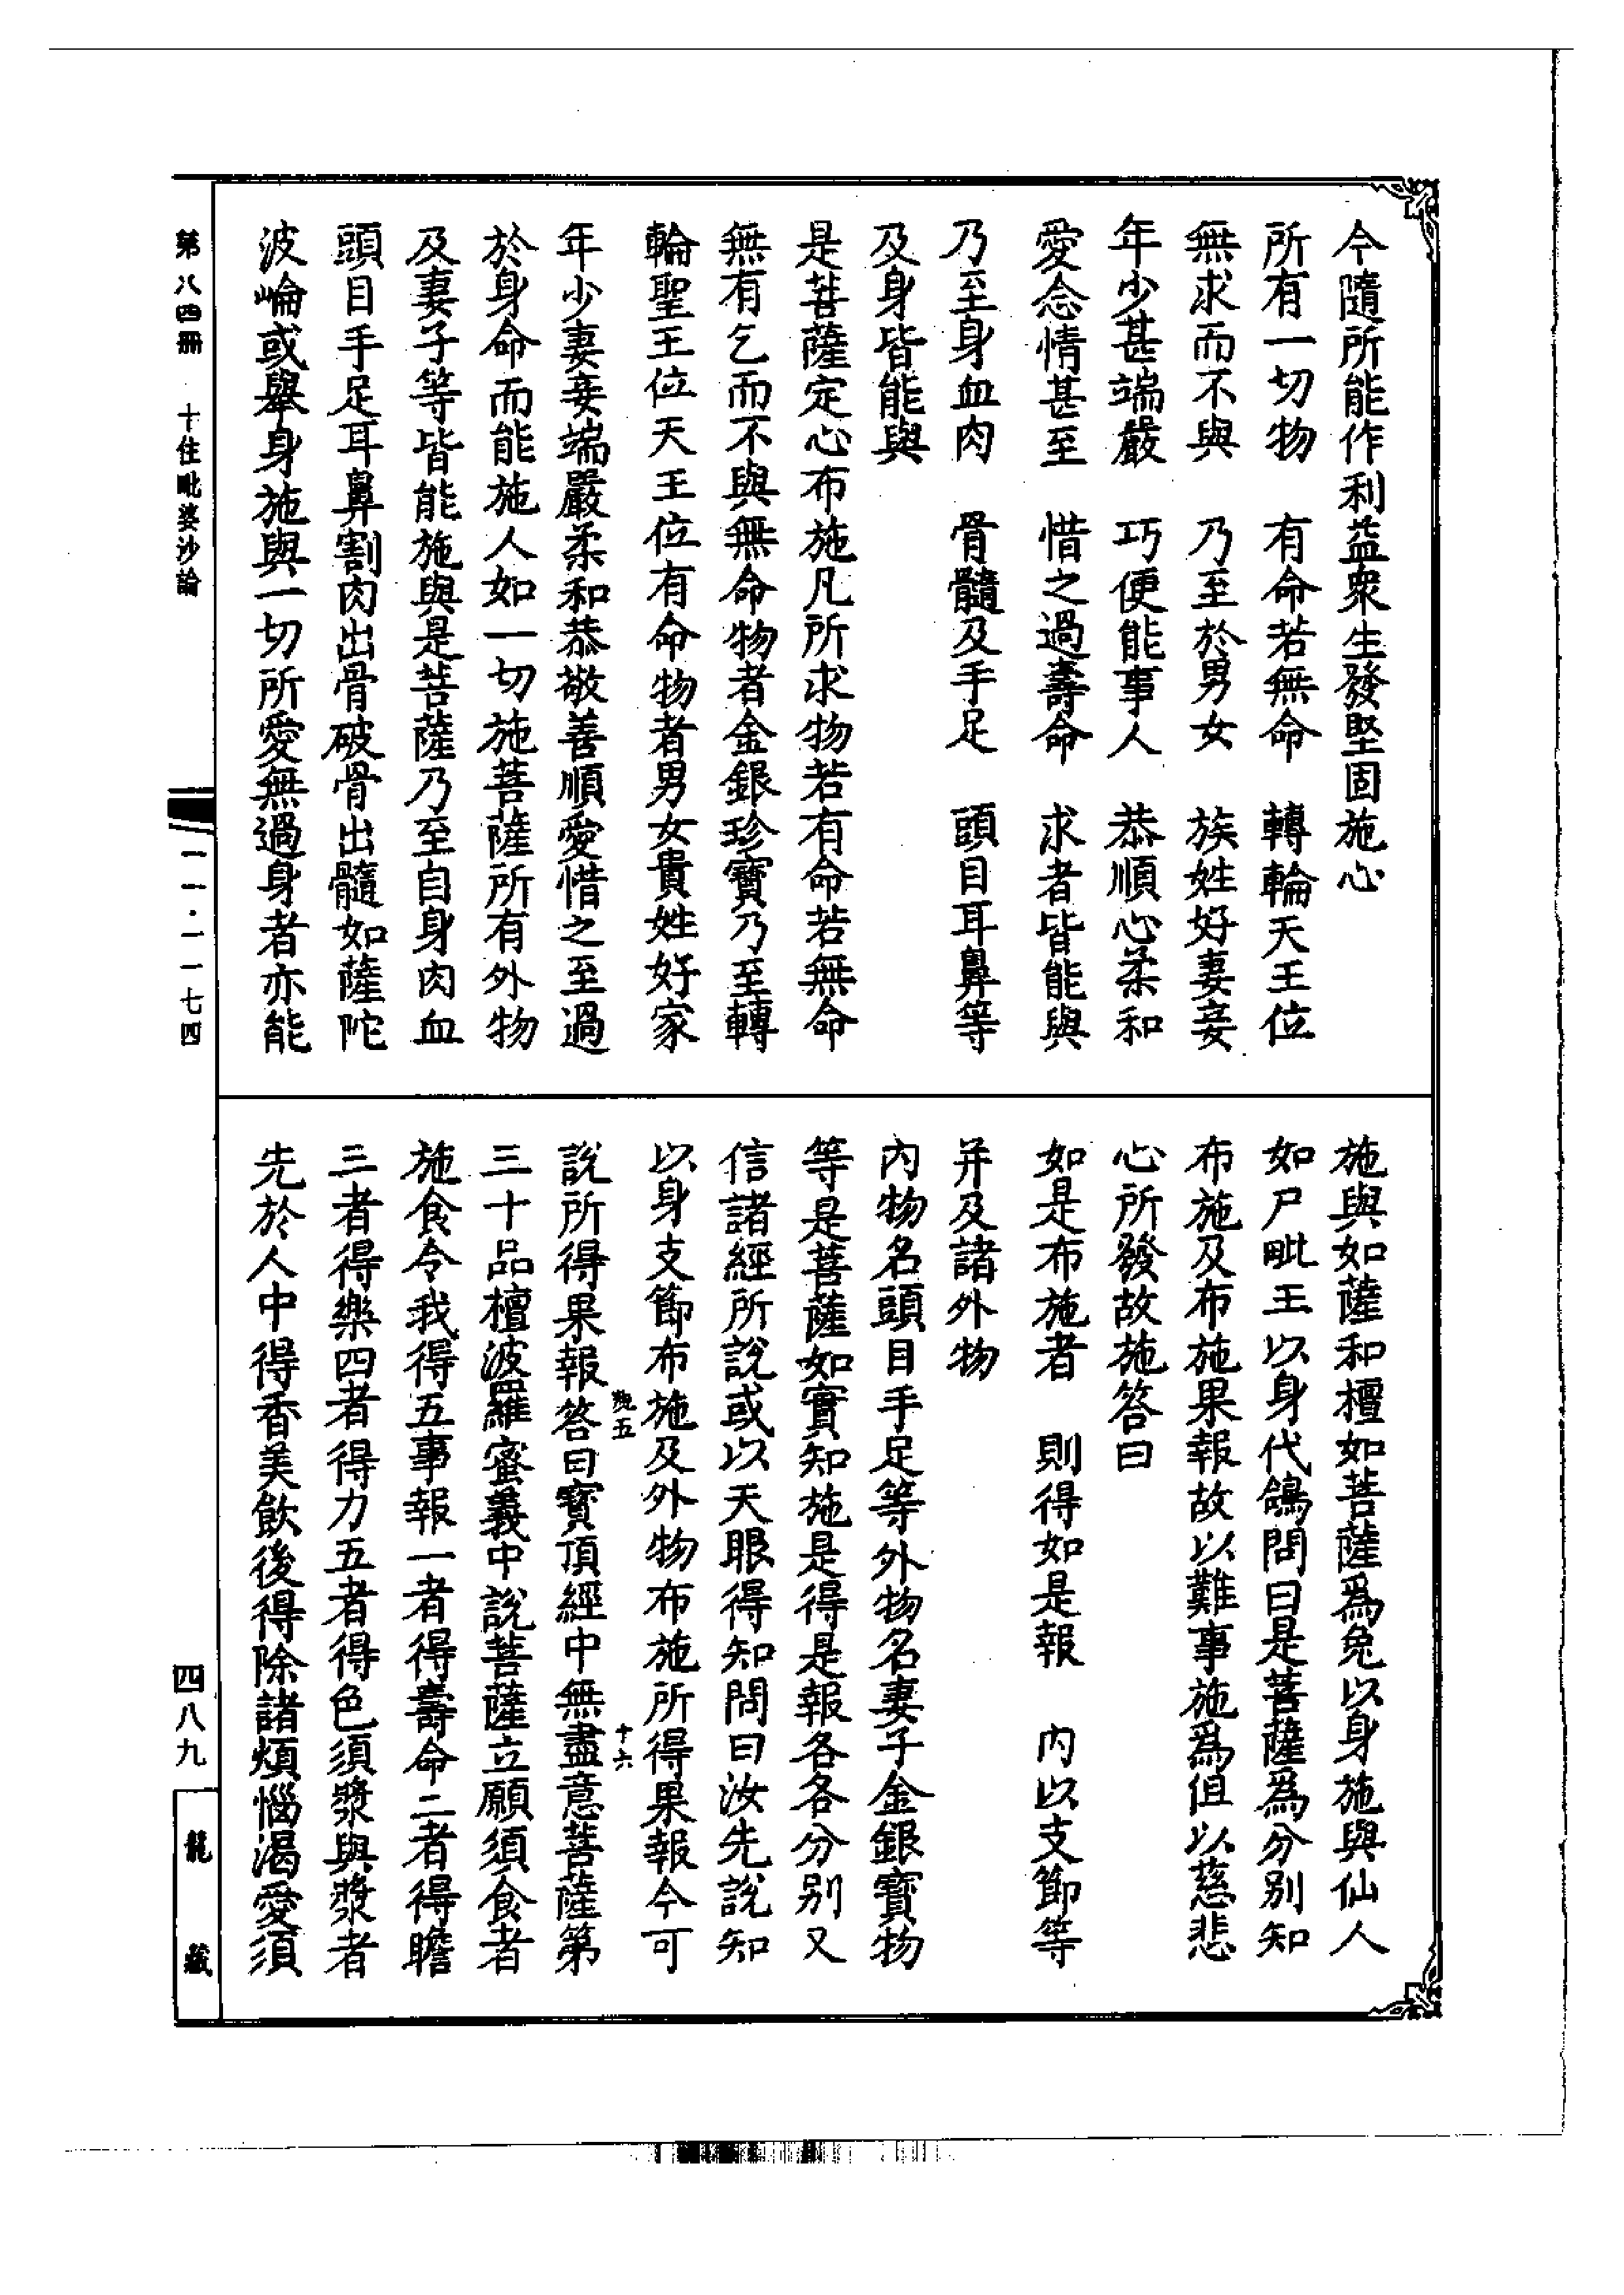 今隨所能作利益衆生發堅固施心
所有一切物　有命若無命　轉輪天王位
無求而不與　乃至於男女　族姓好妻妾
年少甚端嚴　巧便能事人　恭順心柔和
愛念情甚至　惜之過壽命　求者皆能與
乃至身血肉　骨髓及手足　頭目耳鼻等
及身皆能與
是菩薩定心布施凡所求物若有命若無命
無有乞而不與無命物者金銀珍寶乃至轉
輪聖王位天王位有命物者男女貴姓好家
年少妻妾端嚴柔和恭敬善順愛惜之至過
於身命而能施人如一切施菩薩所有外物
及妻子等皆能施與是菩薩乃至自身肉血
頭目手足耳鼻割肉出骨破骨出髓如薩陀
波崙或舉身施與一切所愛無過身者亦能
施與如薩和檀如菩薩爲兔以身施與仙人
如尸毗王以身代鴿問曰是菩薩爲分別知
布施及布施果報故以難事施爲但以慈悲
心所發故施答曰
如是布施者　則得如是報　內以支節等
并及諸外物
內物名頭目手足等外物名妻子金銀寶物
等是菩薩如實知施是得是報各各分別又
信諸經所說或以天眼得知問曰汝先說知
以身支節布施及外物布施所得果報今可
説所得果報答曰寶頂經中無盡意菩薩第
三十品檀波羅蜜義中說菩薩立願須食者
施食令我得五事報一者得壽命二者得瞻
三者得樂四者得力五者得色須漿與漿者
先於人中得香美飲後得除諸煩惱渴愛須
十六
第八四冊　十住毗婆沙論
一一·一一七四
四八九
龍藏